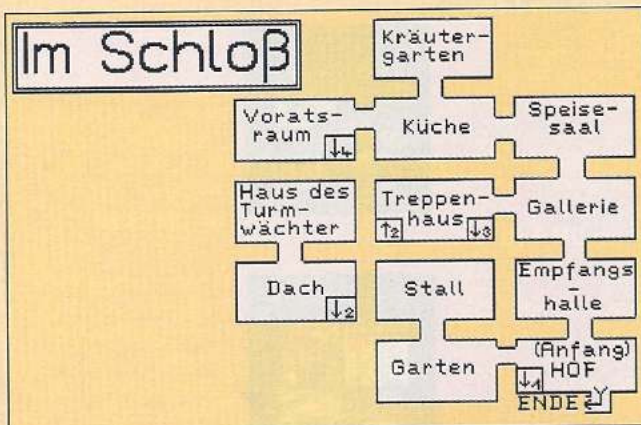 Im Schloß
Kräuter-
garten
Vorats-
raum
↓4
Küche
Speise-
saal
Haus des
Turm-
wächter
Treppen-
haus
↑2
↓3
Gallerie
Dach
↓2
Stall
Empfangs
-
halle
Garten
(Anfang)
HOF
↓1
ENDE